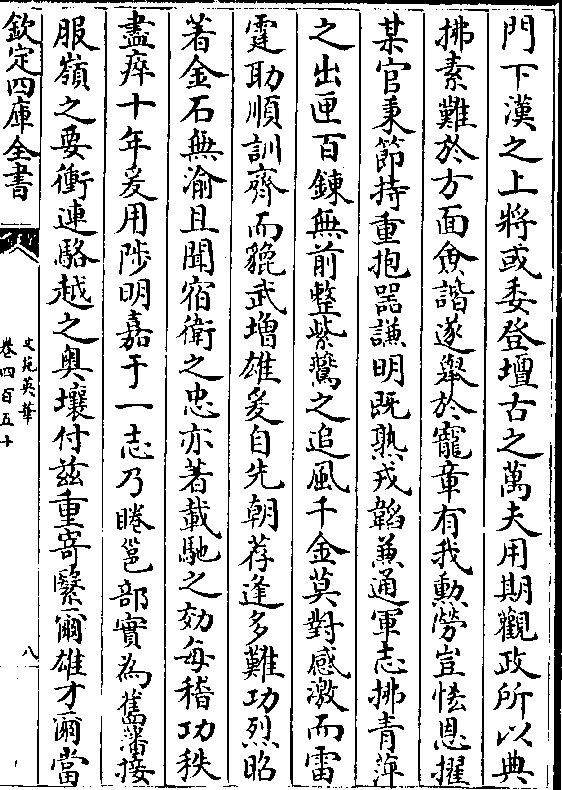 門下漢之上將或委登壇古之萬夫用期觀政所以典
拂素難於方面僉諧遂舉於寵章有我勲勞豈恡恩擢
某官秉節持重抱器謙明既熟戎韜兼通軍志拂青萍
之出匣百鍊無前整紫鷰之追風千金莫對感激而雷
霆助順訓齊而貔武增雄爰自先朝荐逢多難功烈昭
著金石無渝且聞宿衛之忠亦著載馳之効每稽功秩
盡瘁十年爰用陟明嘉于一志乃睠邕部實為舊藩接
服嶺之要衝連駱越之奥壤付兹重寄繄爾雄才爾當
欽定四庫全書
文苑英華
卷四百五十
八